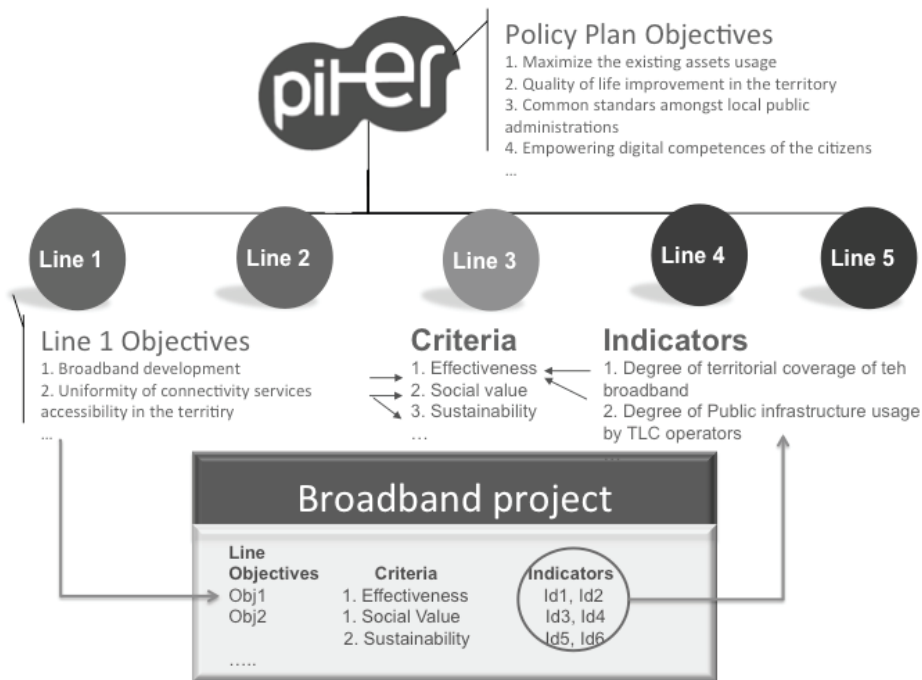 piter
Policy Plan Objectives
1. Maximize the existing assets usage
2. Quality of life improvement in the territory
3. Common standars amongst local public
administrations
4. Empowering digital competences of the citizens
...
Line 1
Line 2
Line 3
Line 4
Line 5
Line 1 Objectives
1. Broadband development
2. Uniformity of connectivity services
accessibility in the territiry
...
Criteria
1. Effectiveness
2. Social value
3. Sustainability
...
Indicators
1. Degree of territorial coverage of teh
broadband
2. Degree of Public infrastructure usage
by TLC operators
...
Broadband project
Line
Objectives
Obj1
Obj2
.....
Criteria
1. Effectiveness
1. Social Value
2. Sustainability
Indicators
Id1, Id2
Id3, Id4
Id5, Id6